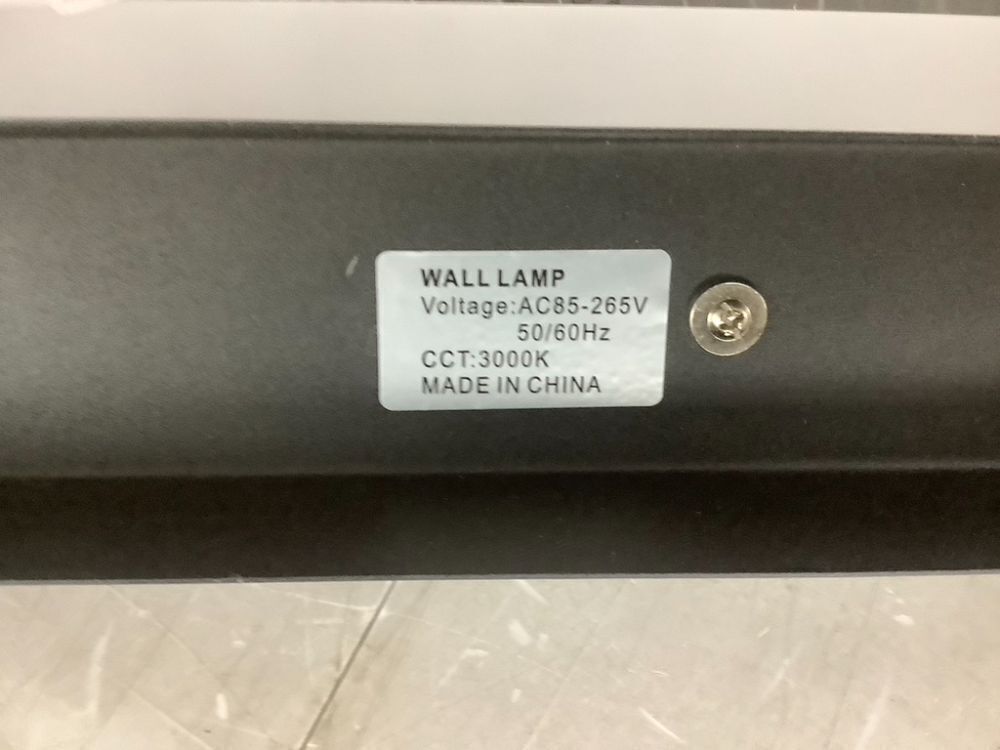 WALL LAMP
Voltage:AC85-265V
50/60Hz
CCT:3000K
MADE IN CHINA